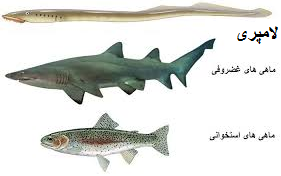 لامپری
ماهی های غضروفی
ماهی های استخوانی